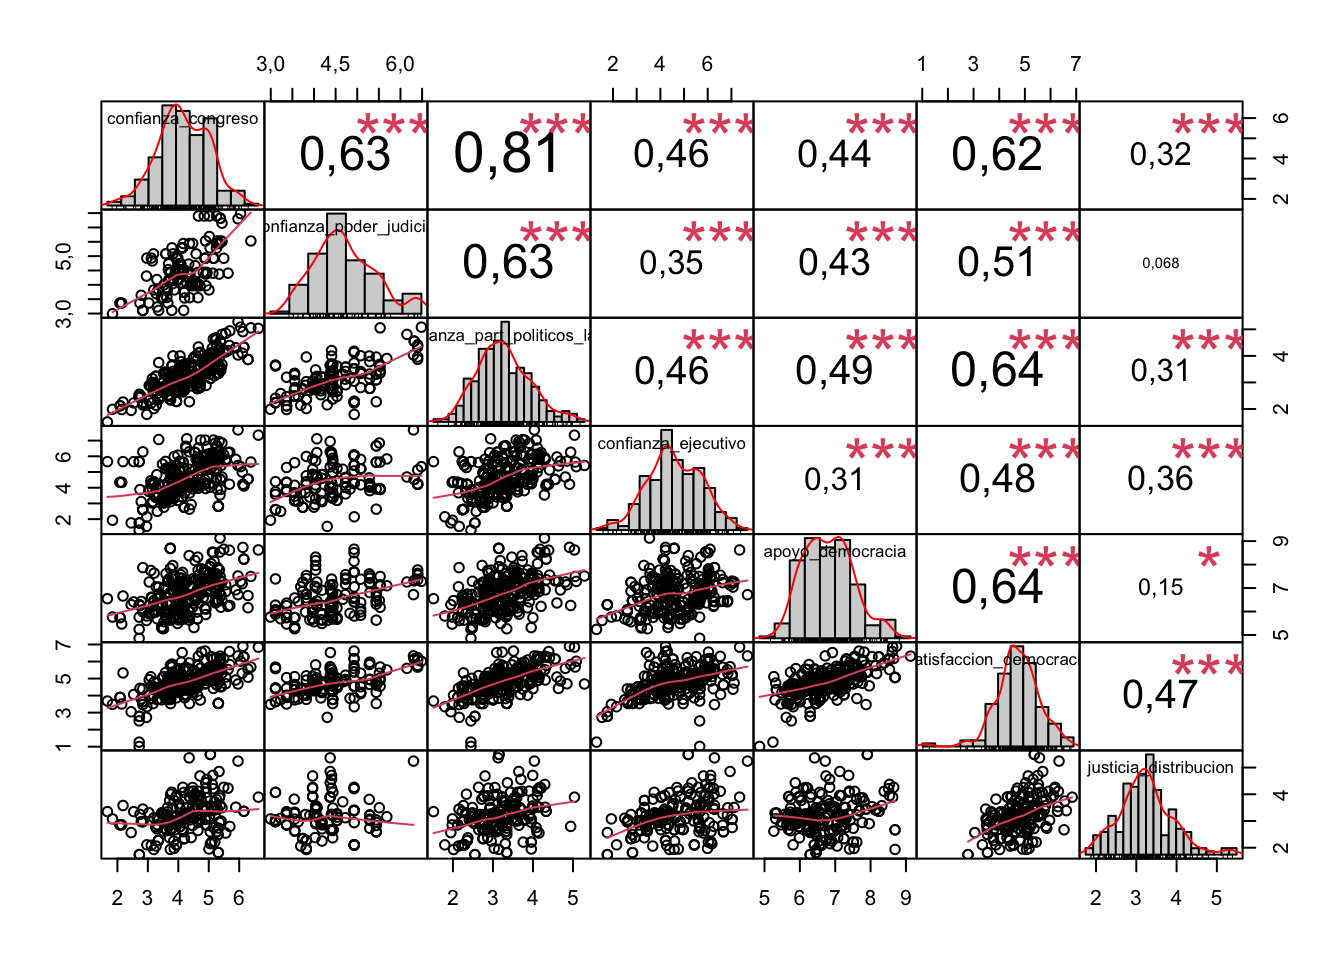 3,0 4,5 6,0 2 4 6 1 3 5 7
confianza_congreso 0,63 *** 0,81 *** 0,46 *** 0,44 *** 0,62 *** 0,32 *** 2 4 6
3,0 5,0 onfianza_poder_judici 0,63 *** 0,35 *** 0,43 *** 0,51 *** 0,068
anza_part_politicos_la 0,46 *** 0,49 *** 0,64 *** 0,31 *** 2 4
2 4 6 confianza_ejecutivo 0,31 *** 0,48 *** 0,36 ***
apoyo_democracia 0,64 *** 0,15 * 5 7 9
1 3 5 7 atisfaccion_democraci 0,47 ***
justicia_distribucion 2 4
2 3 4 5 6 2 3 4 5 5 6 7 8 9 2 3 4 5